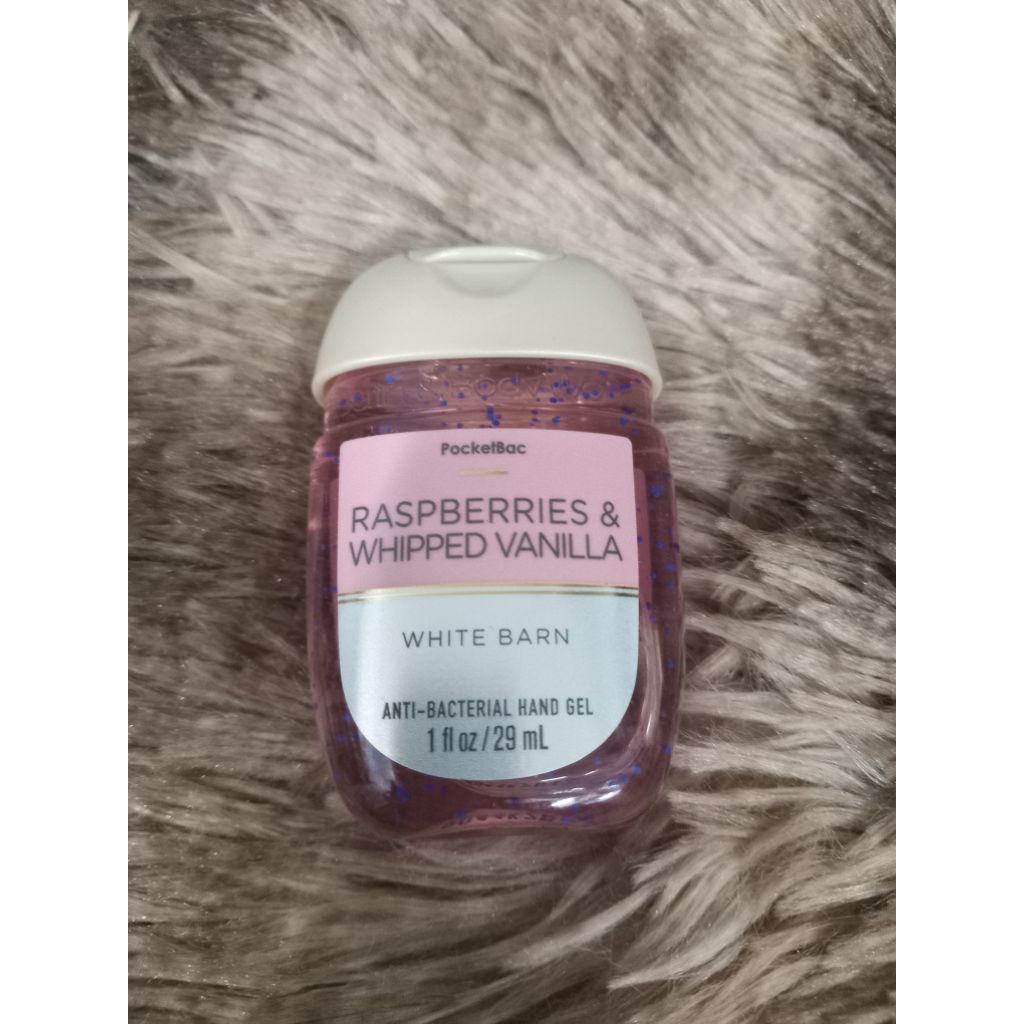 PocketBac
RASPBERRIES &
WHIPPED VANILLA
WHITE BARN
ANTI-BACTERIAL HAND GEL
1 fl oz / 29 mL